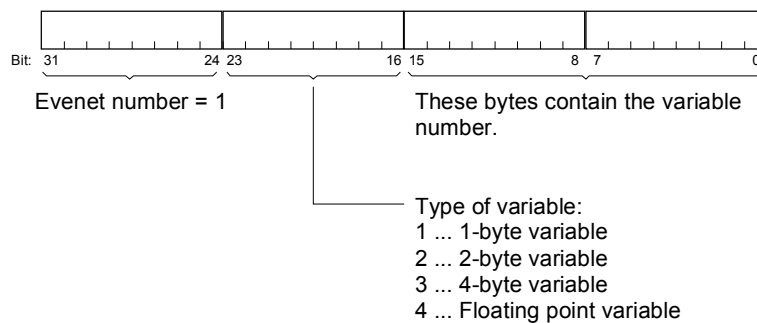 Bit: 31 24 23 16 15 8 7 0
Evenet number = 1
These bytes contain the variable
number.
Type of variable:
1 ... 1-byte variable
2 ... 2-byte variable
3 ... 4-byte variable
4 ... Floating point variable